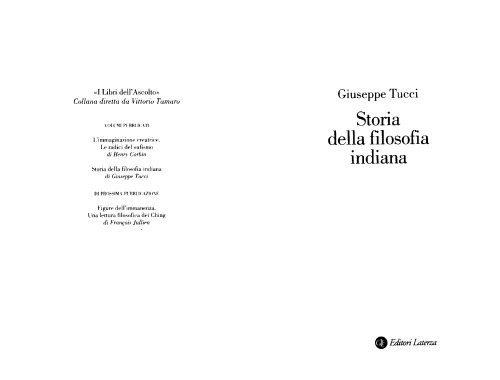 «I Libri dell'Ascolto»
Collana diretta da Vittorio Tamaro
VOLUMI PUBBLICATI
L'immaginazione creatrice.
Le radici del sufismo
di Henry Corbin
Storia della filosofia indiana
di Giuseppe Tucci
DI PROSSIMA PUBBLICAZIONE
Figure dell'immanenza.
Una lettura filosofica dei Ching
di François Jullien
Giuseppe Tucci
Storia
della filosofia
indiana
Editori Laterza